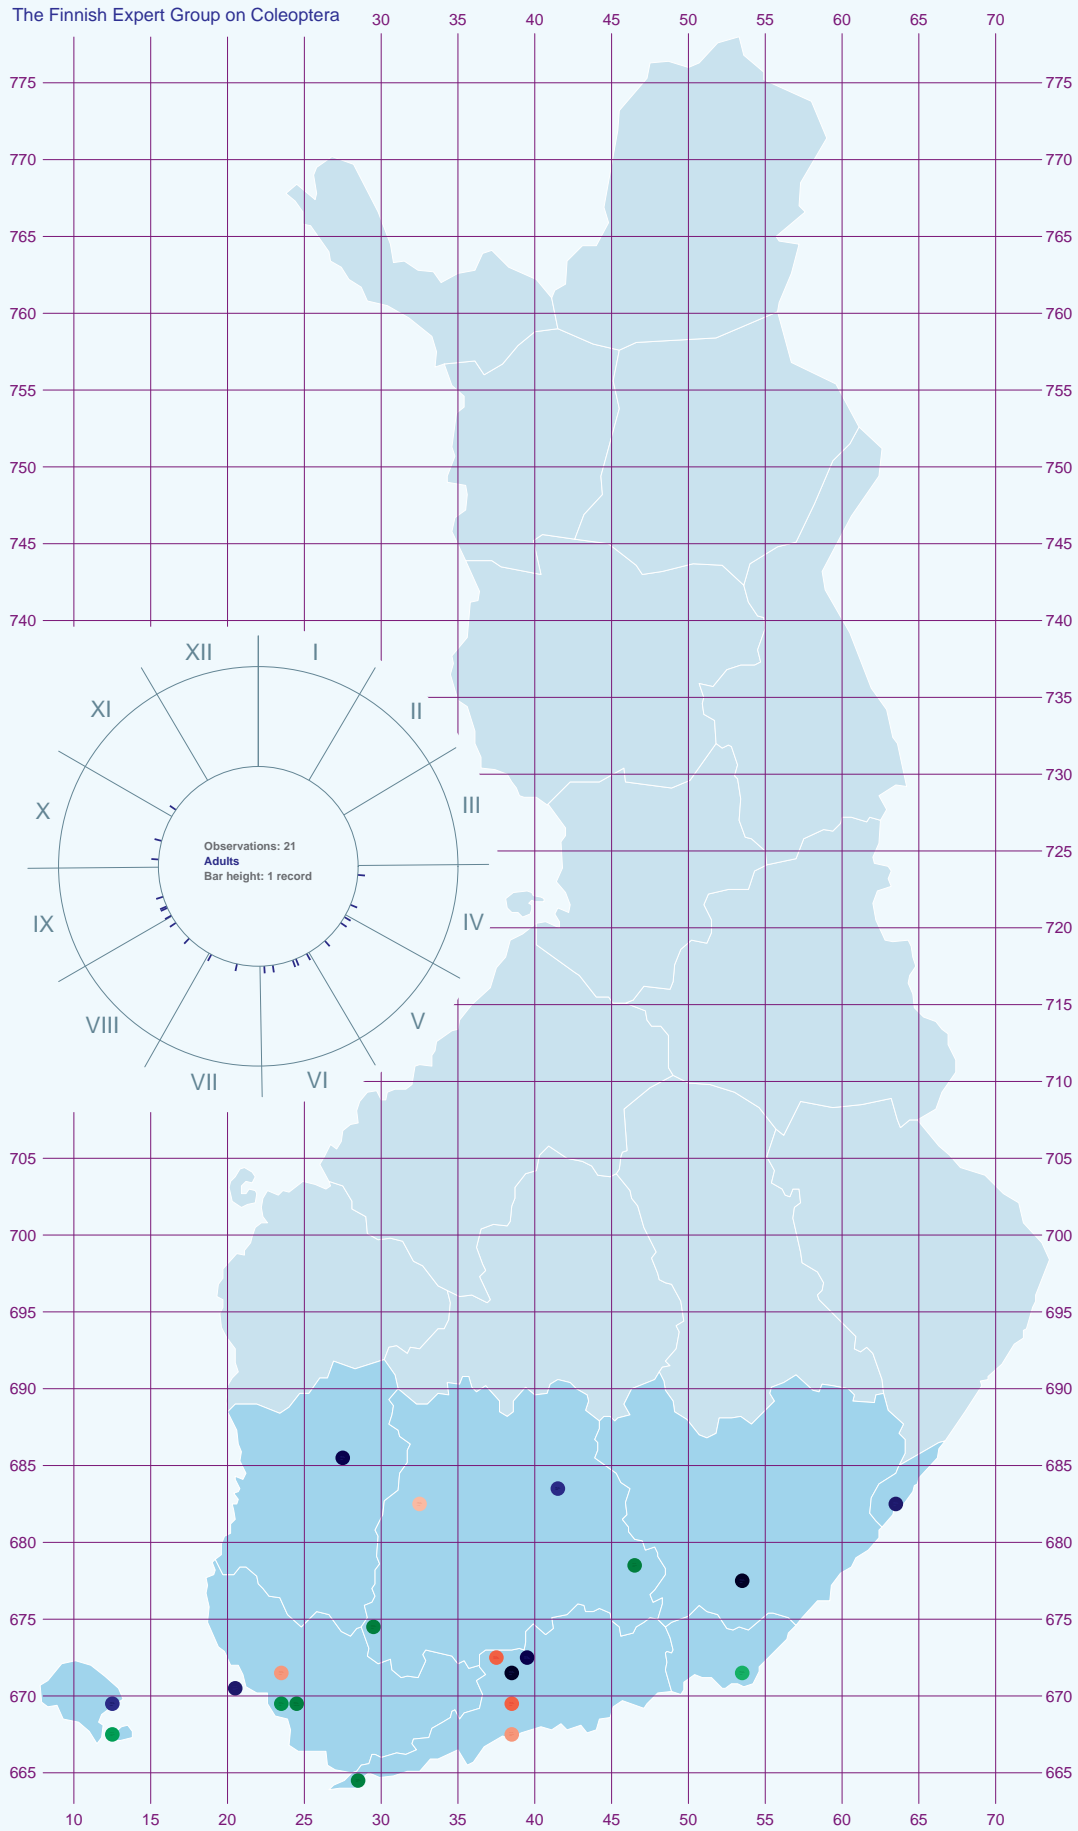 The Finnish Expert Group on Coleoptera
30 35 40 45 50 55 60 65 70
775 775
770 770
765 765
760 760
755 755
750 750
745 745
740 740
XII I
735
XI II
730
X III
Observations: 21
725
Adults
Bar height: 1 record
IX IV
720 720
715
VIII V
VII VI
710
705 705
700 700
695 695
690 690
685 685
680 680
675 675
670 670
665 665
10 15 20 25 30 35 40 45 50 55 60 65 70